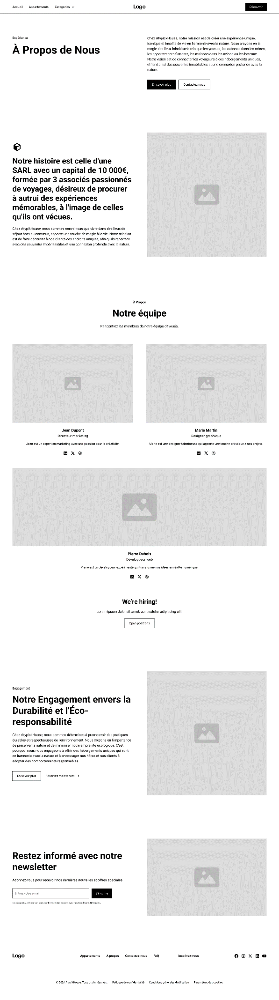 Accueil Appartements Categories Logo Découvrir
Expérience
À Propos de Nous
Chez AtypickHouse, notre mission est de créer une expérience unique,
iconique et insolite de vie en harmonie avec la nature. Nous croyons en la
magie des lieux inhabituels tels que les yourtes, les cabanes dans les arbres,
les appartements flottants, les maisons dans les avions ou les bateaux.
Notre vision est de connecter les voyageurs à ces hébergements uniques,
offrant ainsi des souvenirs inoubliables et une connexion profonde avec la
nature.
En savoir plus Contactez-nous
Notre histoire est celle d'une
SARL avec un capital de 10 000€,
formée par 3 associés passionnés
de voyages, désireux de procurer
à autrui des expériences
mémorables, à l'image de celles
qu'ils ont vécues.
Chez AtypikHouse, nous sommes convaincus que vivre dans des lieux de
séjour hors du commun, apporte une touche de magie à la vie. Notre mission
est de faire découvrir à nos clients ces endroits uniques, afin qu'ils repartent
avec des souvenirs impérissables et une connexion profonde avec la nature.
À Propos
Notre équipe
Rencontrez les membres de notre équipe dévouée.
Jean Dupont
Directeur marketing
Jean est un expert en marketing avec une passion pour la créativité.
Marie Martin
Designer graphique
Marie est une designer talentueuse qui apporte une touche artistique à nos projets.
Pierre Dubois
Développeur web
Pierre est un développeur expérimenté qui transforme nos idées en réalité numérique.
We're hiring!
Lorem ipsum dolor sit amet, consectetur adipiscing elit.
Open positions
Engagement
Notre Engagement envers la
Durabilité et l'Éco-
responsabilité
Chez AtypickHouse, nous sommes déterminés à promouvoir des pratiques
durables et respectueuses de l'environnement. Nous croyons en l'importance
de préserver la nature et de minimiser notre empreinte écologique. C'est
pourquoi nous nous engageons à offrir des hébergements uniques qui sont
en harmonie avec la nature et à encourager nos hôtes et nos clients à
adopter des comportements responsables.
En savoir plus Réservez maintenant
Restez informé avec notre
newsletter
Abonnez-vous pour recevoir nos dernières nouvelles et offres spéciales
Entrez votre email S'inscrire
En cliquant sur S'inscrire, vous confirmez votre accord avec nos Conditions Générales.
Logo Appartements A propos Contactez-nous FAQ Inscrivez-vous
© 2024 AtypikHouse. Tous droits réservés. Politique de confidentialité Conditions générales d'utilisation Paramètres des cookies